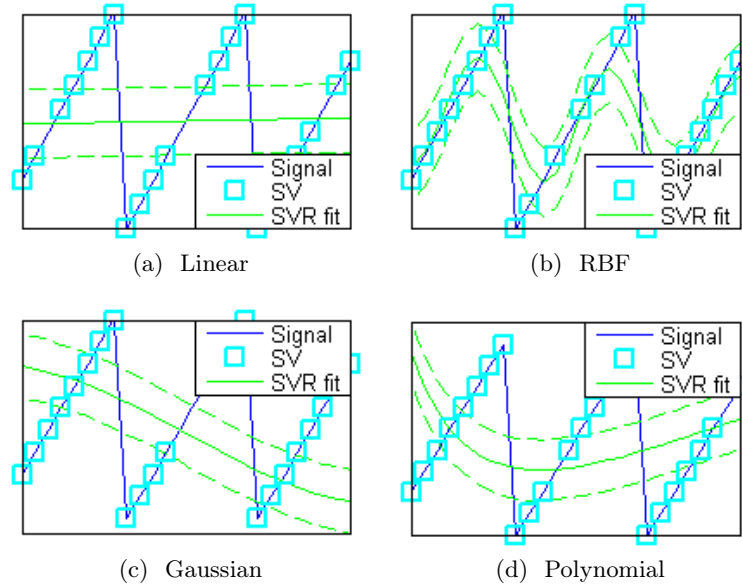 Signal
SV
SVR fit
(a) Linear
Signal
SV
SVR fit
(b) RBF
Signal
SV
SVR fit
(c) Gaussian
Signal
SV
SVR fit
(d) Polynomial